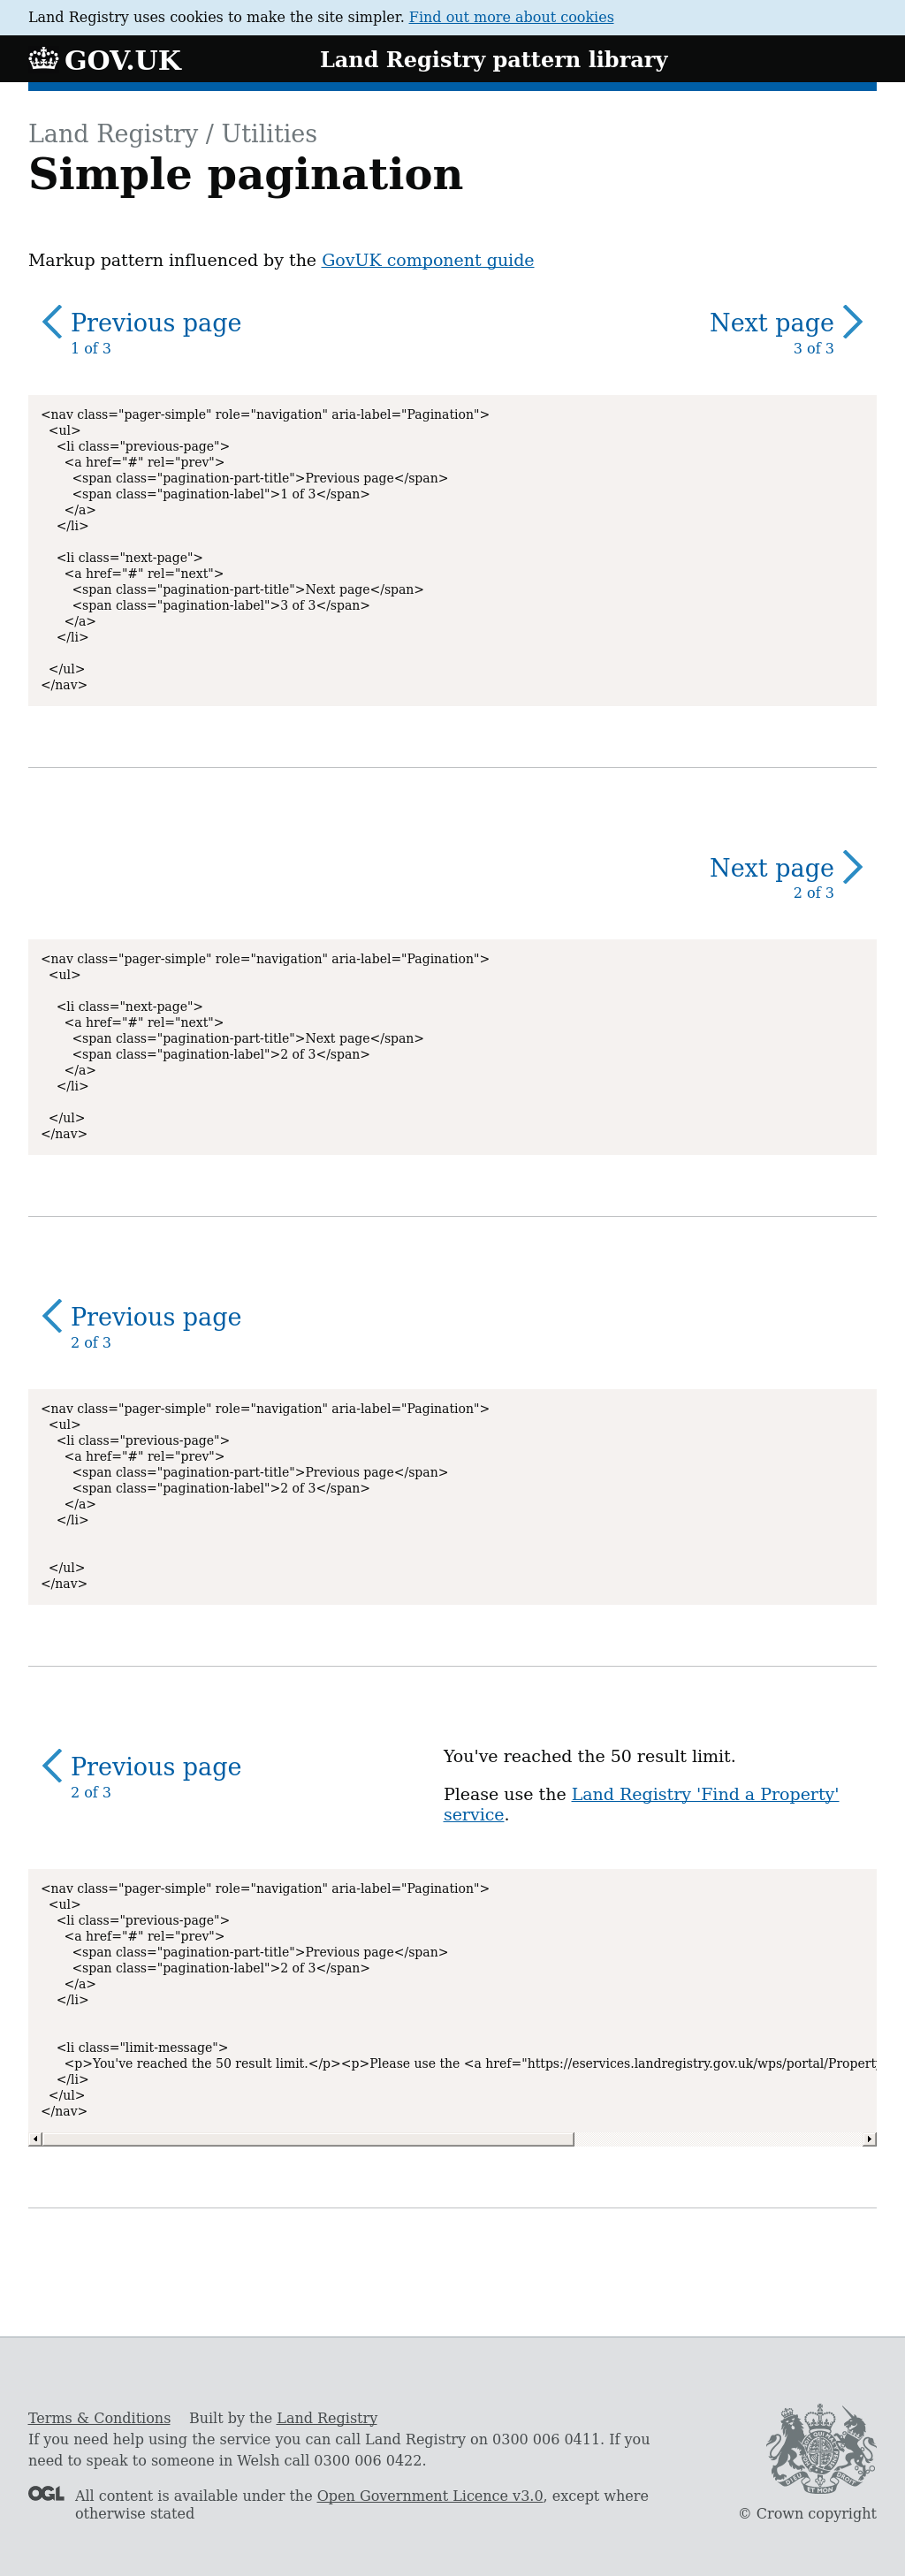 Land Registry uses cookies to make the site simpler. Find out more about cookies
GOV.UK
Land Registry pattern library
Land Registry / Utilities
Simple pagination
Markup pattern influenced by the GovUK component guide
Previous page
1 of 3
Next page
3 of 3
<nav class="pager-simple" role="navigation" aria-label="Pagination">
  <ul>
    <li class="previous-page">
      <a href="#" rel="prev">
        <span class="pagination-part-title">Previous page</span>
        <span class="pagination-label">1 of 3</span>
      </a>
    </li>
    <li class="next-page">
      <a href="#" rel="next">
        <span class="pagination-part-title">Next page</span>
        <span class="pagination-label">3 of 3</span>
      </a>
    </li>
  </ul>
</nav>
Next page
2 of 3
<nav class="pager-simple" role="navigation" aria-label="Pagination">
  <ul>
    <li class="next-page">
      <a href="#" rel="next">
        <span class="pagination-part-title">Next page</span>
        <span class="pagination-label">2 of 3</span>
      </a>
    </li>
  </ul>
</nav>
Previous page
2 of 3
<nav class="pager-simple" role="navigation" aria-label="Pagination">
  <ul>
    <li class="previous-page">
      <a href="#" rel="prev">
        <span class="pagination-part-title">Previous page</span>
        <span class="pagination-label">2 of 3</span>
      </a>
    </li>
  </ul>
</nav>
Previous page
2 of 3
You've reached the 50 result limit.
Please use the Land Registry 'Find a Property'
service.
<nav class="pager-simple" role="navigation" aria-label="Pagination">
  <ul>
    <li class="previous-page">
      <a href="#" rel="prev">
        <span class="pagination-part-title">Previous page</span>
        <span class="pagination-label">2 of 3</span>
      </a>
    </li>
    <li class="limit-message">
      <p>You've reached the 50 result limit.</p><p>Please use the <a href="https://eservices.landregistry.gov.uk/wps/portal/Property
    </li>
  </ul>
</nav>
Terms & Conditions Built by the Land Registry
If you need help using the service you can call Land Registry on 0300 006 0411. If you
need to speak to someone in Welsh call 0300 006 0422.
OGL
All content is available under the Open Government Licence v3.0, except where
otherwise stated
© Crown copyright